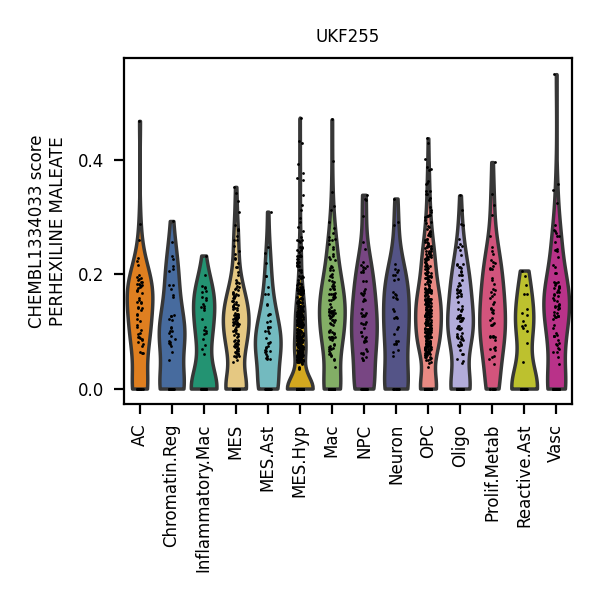 UKF255
CHEMBL1334033 score
PERHEXILINE MALEATE
0.4
0.2
0.0
AC
Chromatin.Reg
Inflammatory.Mac
MES
MES.Ast
MES.Hyp
Mac
NPC
Neuron
OPC
Oligo
Prolif.Metab
Reactive.Ast
Vasc